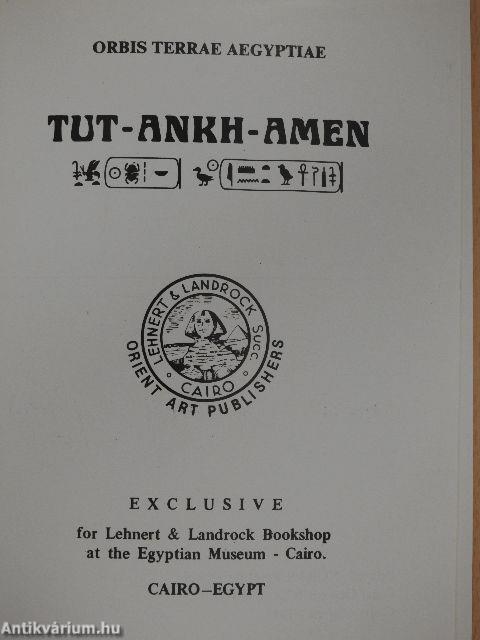 ORBIS TERRAE AEGYPTIAE
TUT-ANKH-AMEN
LEHNERT & LANDROCK SUCC.
· CAIRO ·
ORIENT ART PUBLISHERS
EXCLUSIVE
for Lehnert & Landrock Bookshop
at the Egyptian Museum - Cairo.
CAIRO–EGYPT
Antikvárium.hu